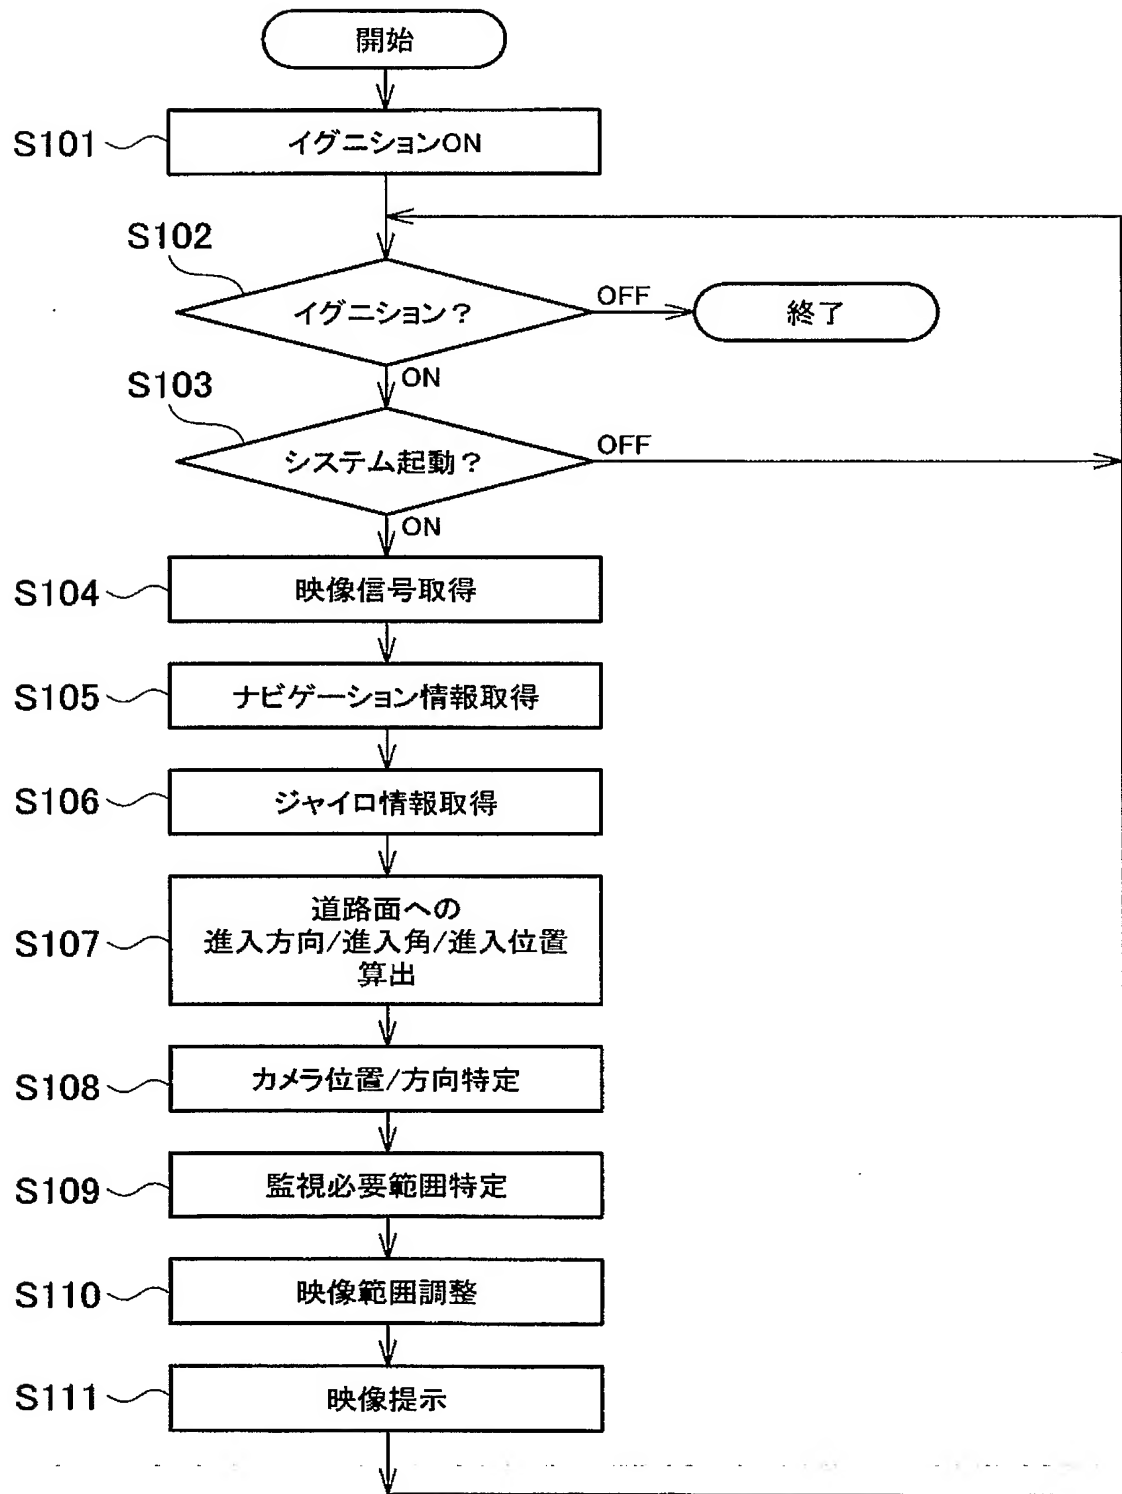 開始
S101
イグニションON
S102
イグニション？
OFF
終了
ON
S103
システム起動？
OFF
ON
S104
映像信号取得
S105
ナビゲーション情報取得
S106
ジャイロ情報取得
S107
道路面への
進入方向/進入角/進入位置
算出
S108
カメラ位置/方向特定
S109
監視必要範囲特定
S110
映像範囲調整
S111
映像提示